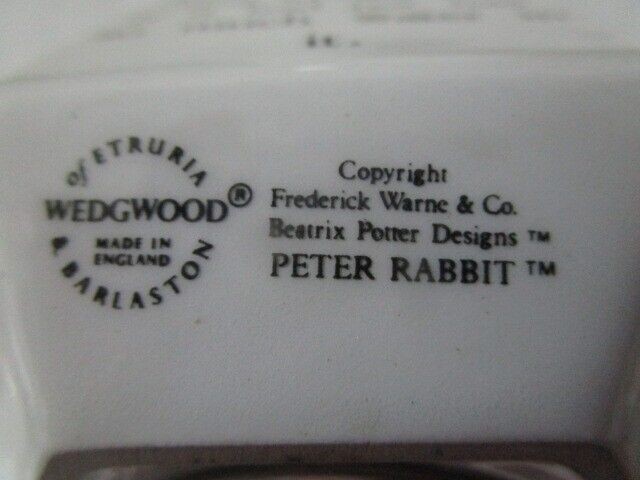 of ETRURIA
WEDGWOOD®
MADE IN
ENGLAND
& BARLASTON
Copyright
Frederick Warne & Co.
Beatrix Potter Designs ™
PETER RABBIT ™